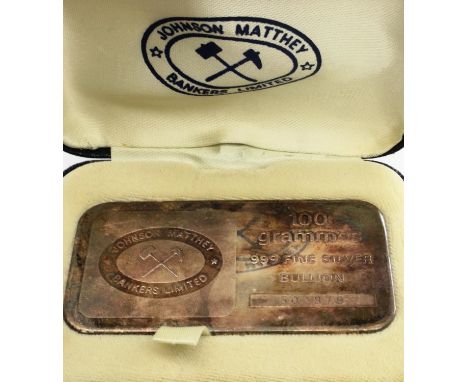 JOHNSON MATTHEY
BANKERS LIMITED
JOHNSON MATTHEY
BANKERS LIMITED
100
grammes
999 FINE SILVER
BULLION